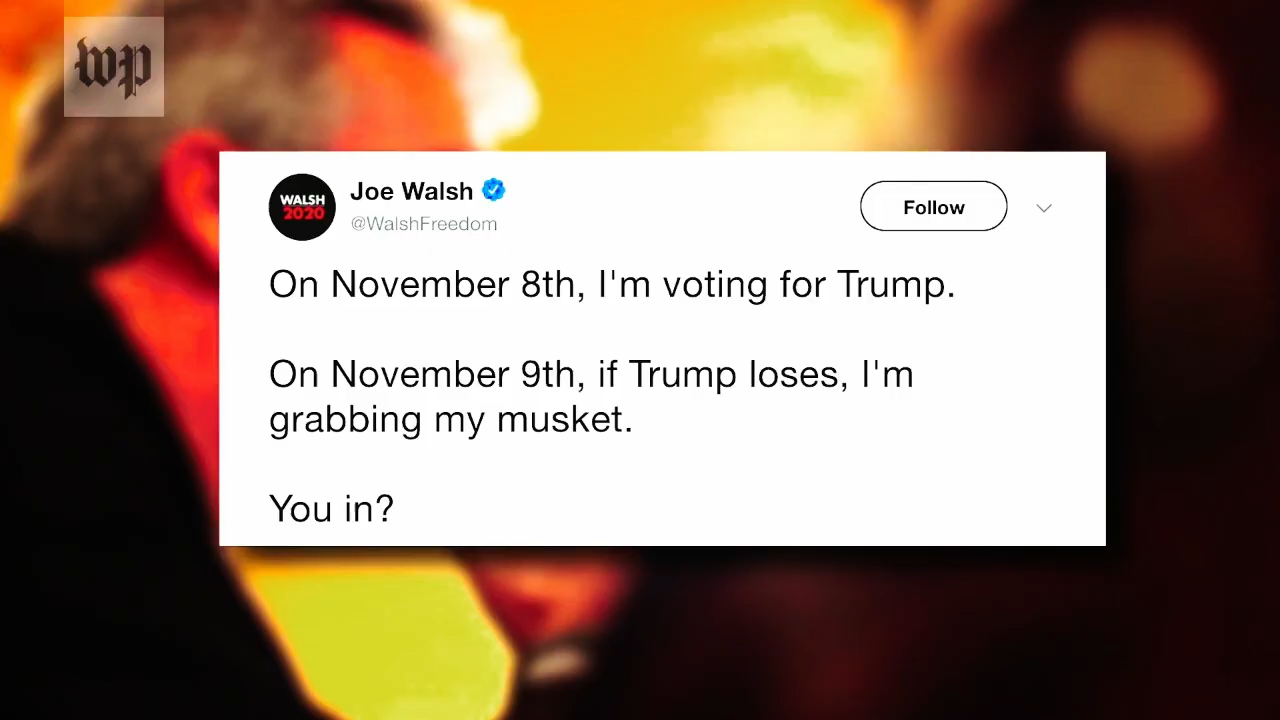 wp
WALSH
2020
Joe Walsh
@WalshFreedom
Follow
On November 8th, I'm voting for Trump.
On November 9th, if Trump loses, I'm
grabbing my musket.
You in?